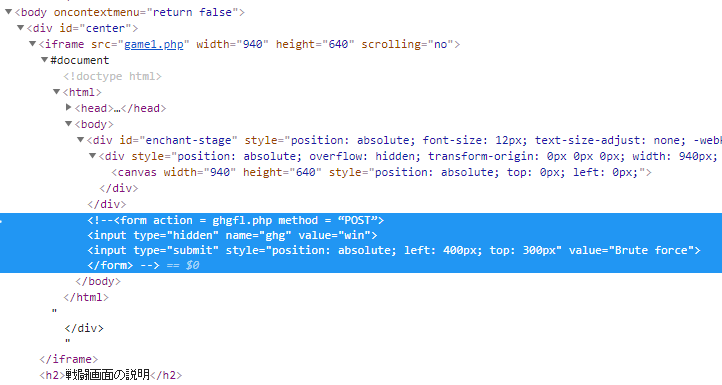 <body oncontextmenu="return false">
<div id="center">
<iframe src="game1.php" width="940" height="640" scrolling="no">
#document
<!doctype html>
<html>
<head>…</head>
<body>
<div id="enchant-stage" style="position: absolute; font-size: 12px; text-size-adjust: none; -webk
<div style="position: absolute; overflow: hidden; transform-origin: 0px 0px 0px; width: 940px;
<canvas width="940" height="640" style="position: absolute; top: 0px; left: 0px;">
</div>
</div>
<!--<form action = ghgfl.php method = “POST”>
<input type="hidden" name="ghg" value="win">
<input type="submit" style="position: absolute; left: 400px; top: 300px" value="Brute force">
</form> --> == $0
</body>
</html>
"
</div>
"
</iframe>
<h2>戦闘画面の説明</h2>